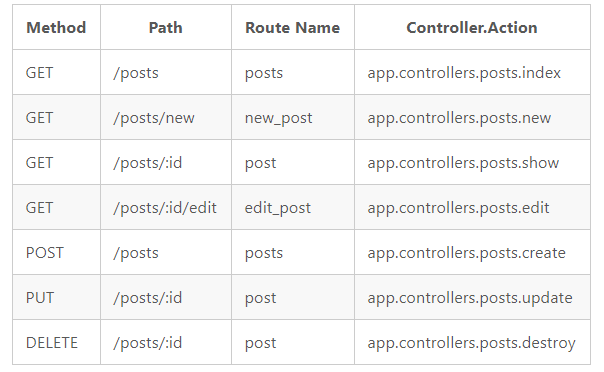 Method Path Route Name Controller.Action
GET /posts posts app.controllers.posts.index
GET /posts/new new_post app.controllers.posts.new
GET /posts/:id post app.controllers.posts.show
GET /posts/:id/edit edit_post app.controllers.posts.edit
POST /posts posts app.controllers.posts.create
PUT /posts/:id post app.controllers.posts.update
DELETE /posts/:id post app.controllers.posts.destroy